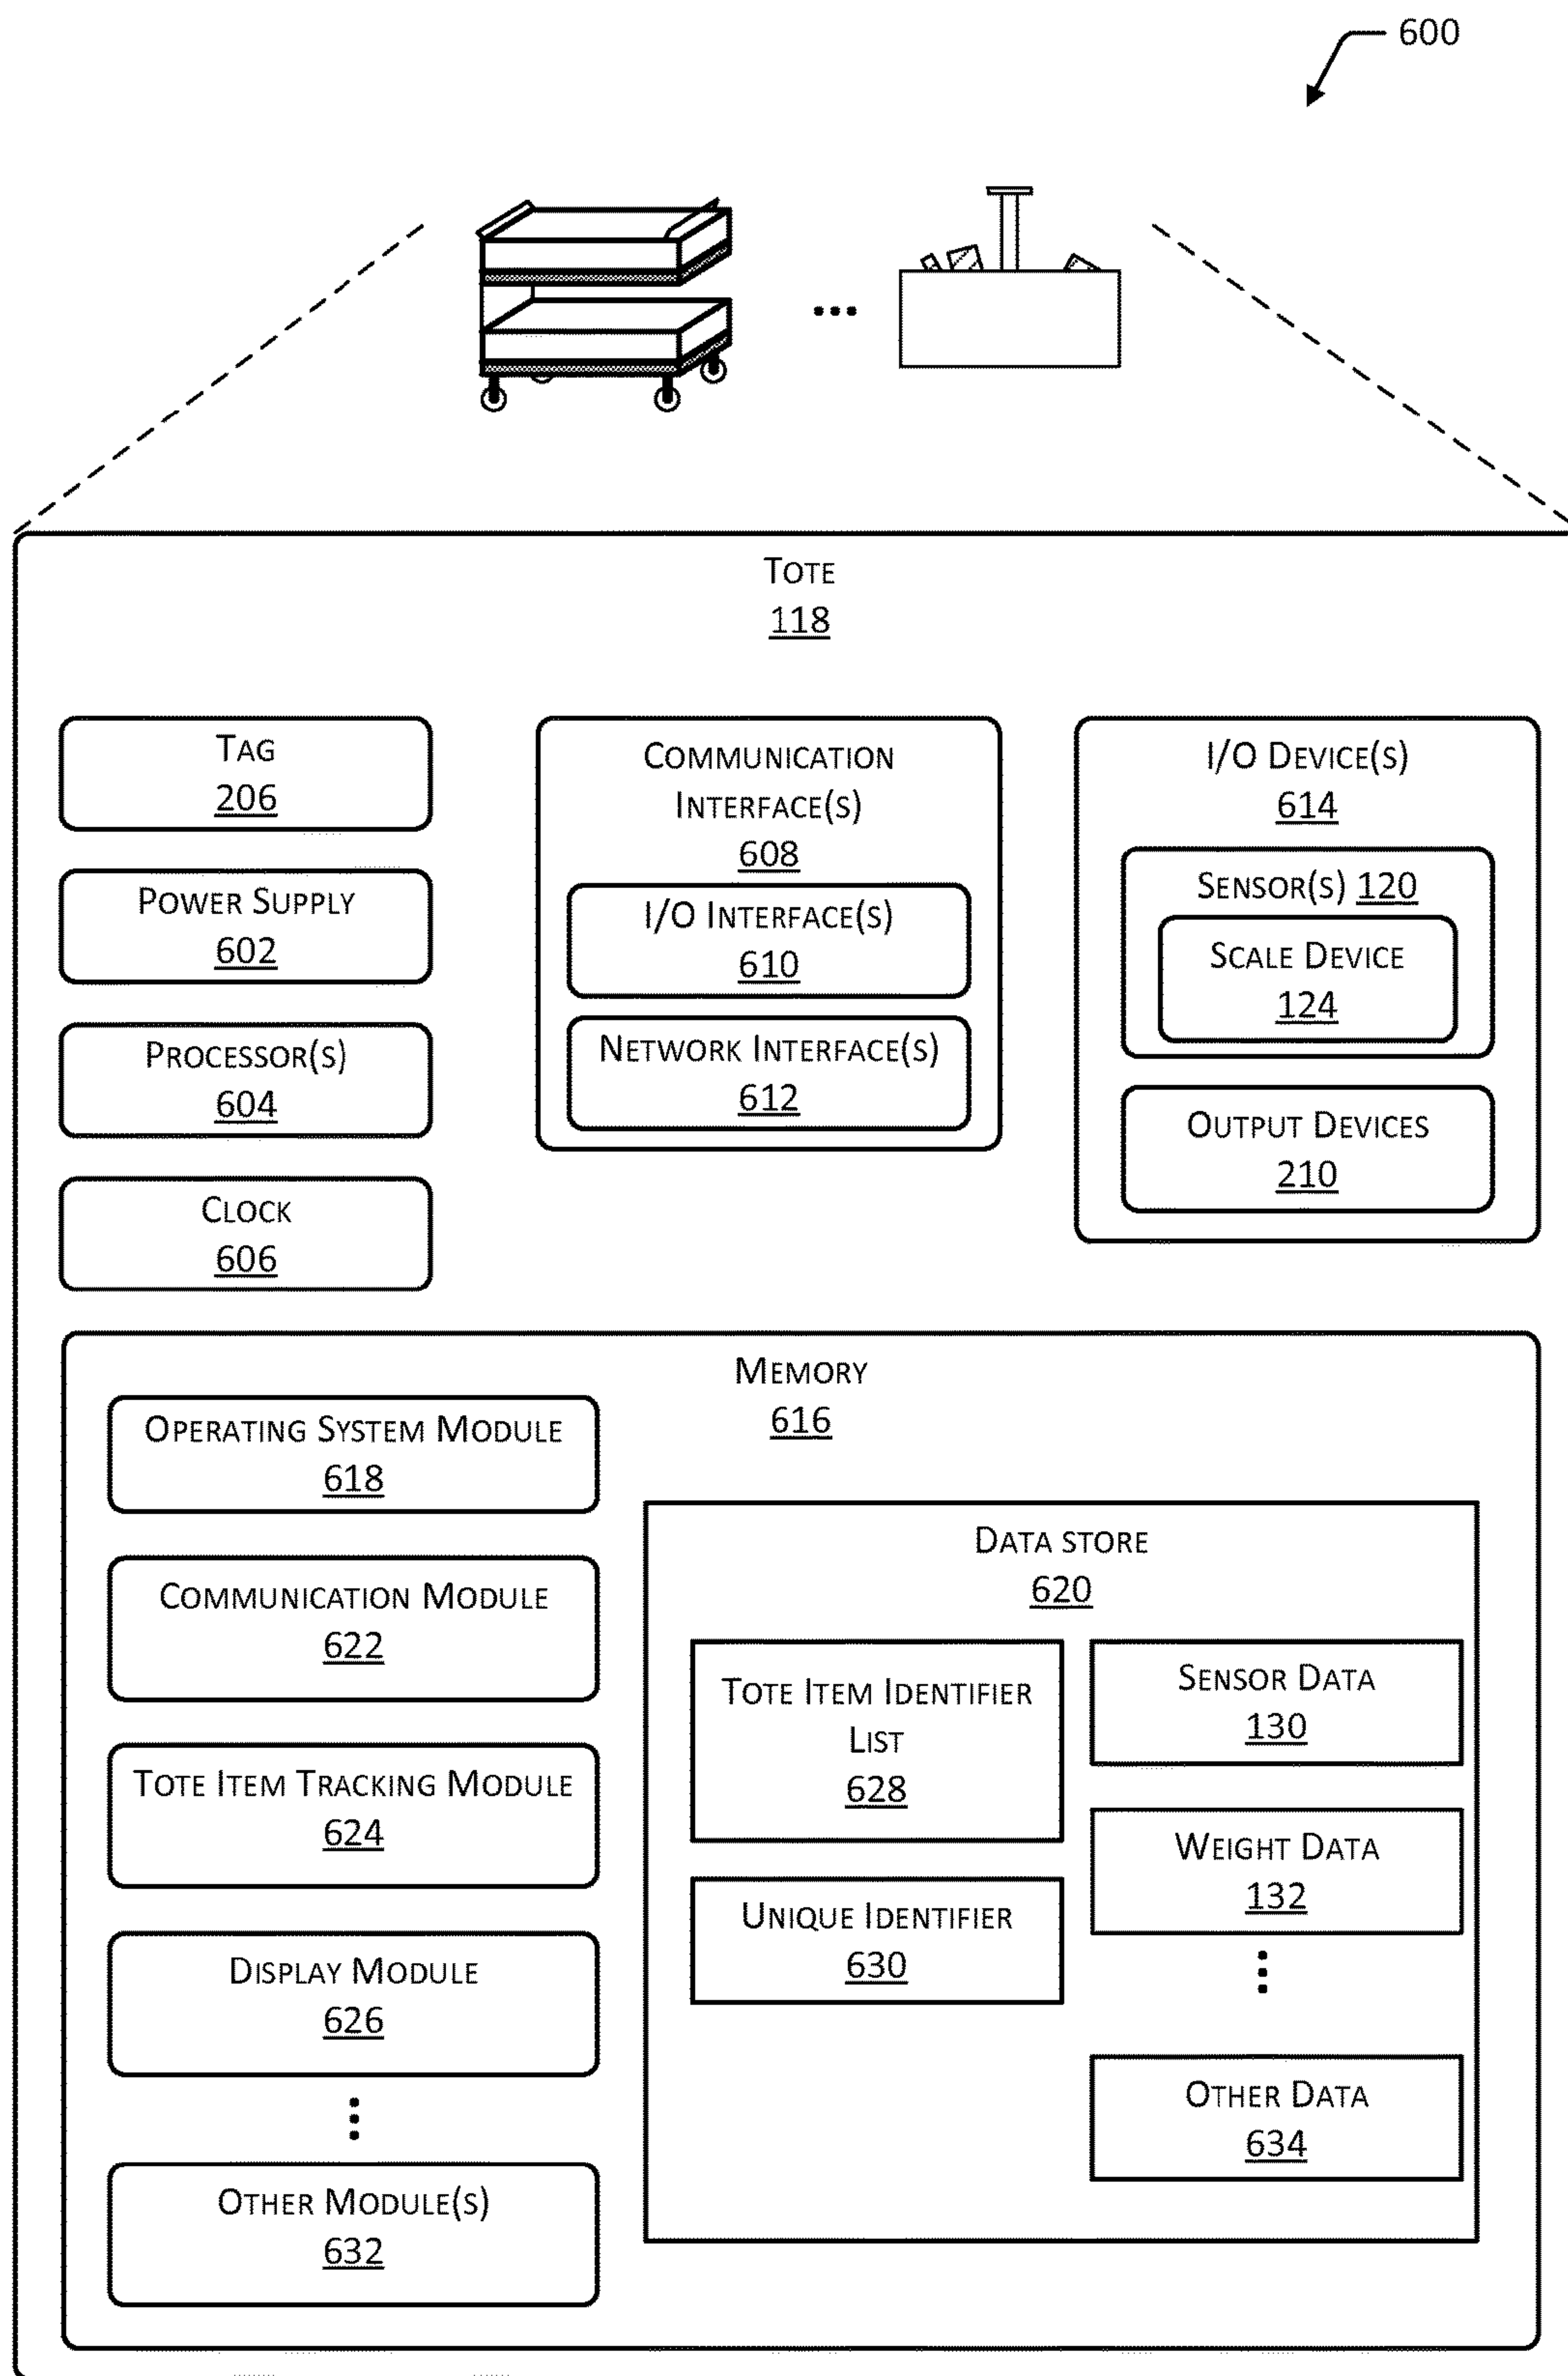 600
Tote
118
Tag
206
Power Supply
602
Processor(s)
604
Clock
606
Communication
Interface(s)
608
I/O Interface(s)
610
Network Interface(s)
612
I/O Device(s)
614
Sensor(s) 120
Scale Device
124
Output Devices
210
Memory
616
Operating System Module
618
Communication Module
622
Tote Item Tracking Module
624
Display Module
626
Other Module(s)
632
Data store
620
Tote Item Identifier
List
628
Unique Identifier
630
Sensor Data
130
Weight Data
132
Other Data
634